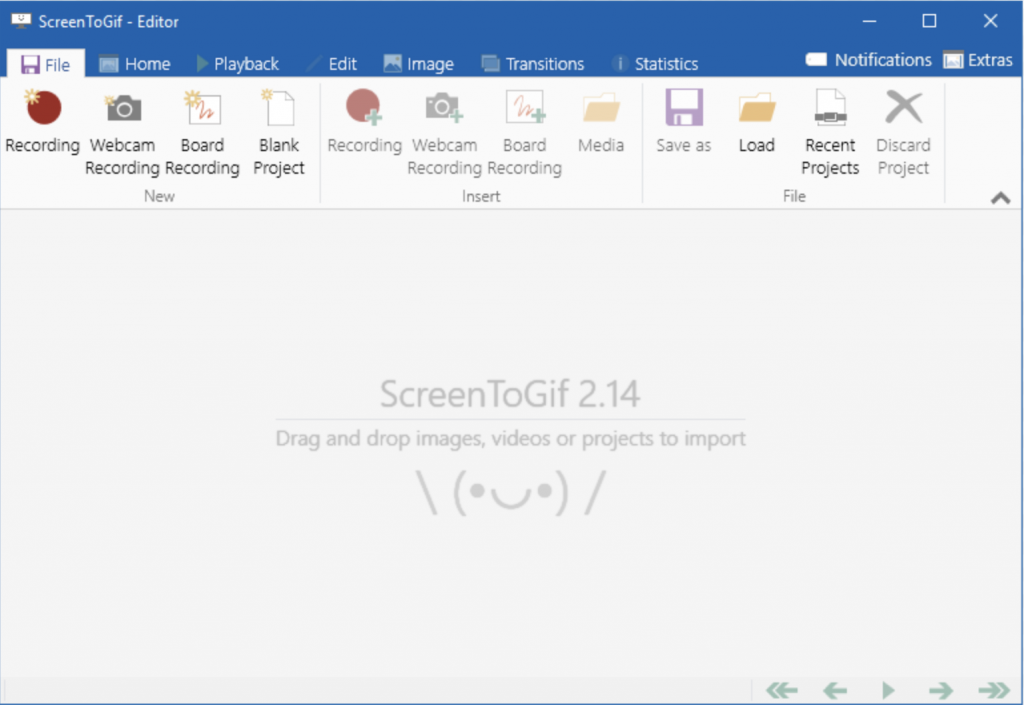 ScreenToGif - Editor
File Home Playback Edit Image Transitions Statistics Notifications Extras
Recording Webcam Recording Board Recording Blank Project Recording Webcam Recording Board Recording Media Save as Load Recent Projects Discard Project
New Insert File
ScreenToGif 2.14
Drag and drop images, videos or projects to import
\ (•◡•) /